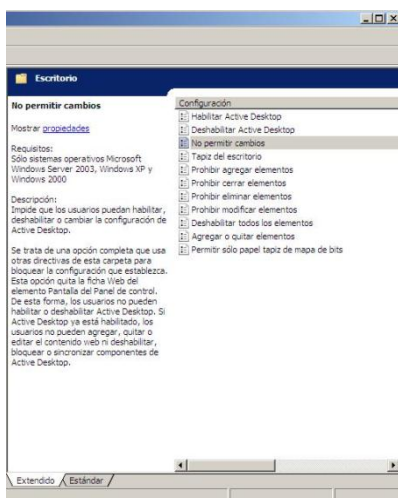 Escritorio
No permitir cambios
Mostrar propiedades
Requisitos:
Sólo sistemas operativos Microsoft
Windows Server 2003, Windows XP y
Windows 2000
Descripción:
Impide que los usuarios puedan habilitar,
deshabilitar o cambiar la configuración de
Active Desktop.
Se trata de una opción completa que usa
otras directivas de esta carpeta para
bloquear la configuración que establezca.
Esta opción quita la ficha Web del
elemento Pantalla del Panel de control.
De esta forma, los usuarios no pueden
habilitar o deshabilitar Active Desktop. Si
Active Desktop ya está habilitado, los
usuarios no pueden agregar, quitar o
editar el contenido web ni deshabilitar,
bloquear o sincronizar componentes de
Active Desktop.
Configuración
Habilitar Active Desktop
Deshabilitar Active Desktop
No permitir cambios
Tapiz del escritorio
Prohibir agregar elementos
Prohibir cerrar elementos
Prohibir eliminar elementos
Prohibir modificar elementos
Deshabilitar todos los elementos
Agregar o quitar elementos
Permitir sólo papel tapiz de mapa de bits
Extendido
Estándar